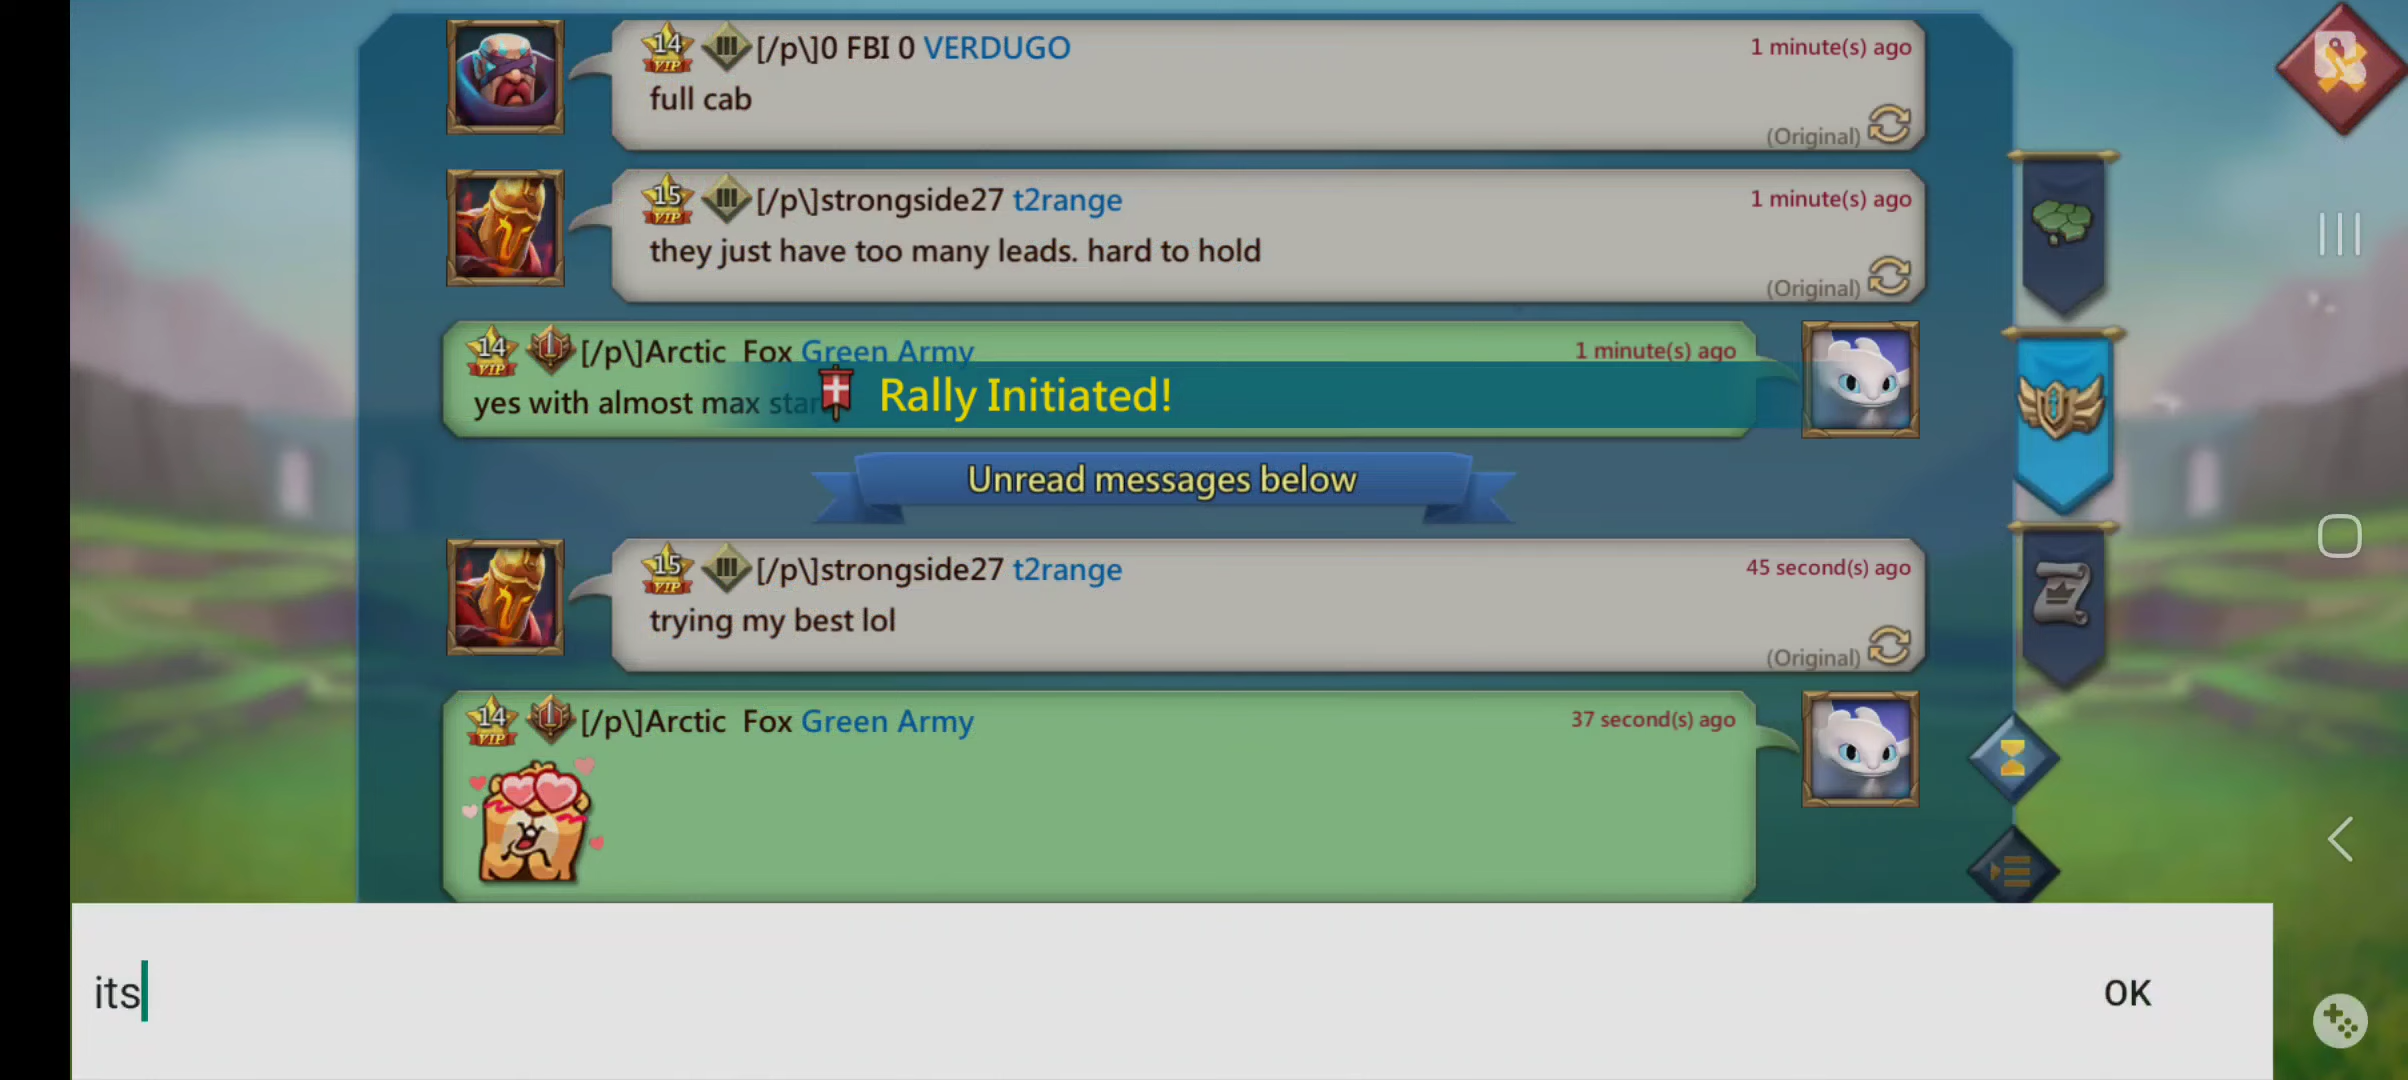 14 VIP III [/p\]0 FBI 0 VERDUGO 1 minute(s) ago
full cab
(Original)
15 VIP III [/p\]strongside27 t2range 1 minute(s) ago
they just have too many leads. hard to hold
(Original)
14 VIP I [/p\]Arctic Fox Green Army 1 minute(s) ago
yes with almost max
Rally Initiated!
Unread messages below
15 VIP III [/p\]strongside27 t2range 45 second(s) ago
trying my best lol
(Original)
14 VIP I [/p\]Arctic Fox Green Army 37 second(s) ago
its
OK